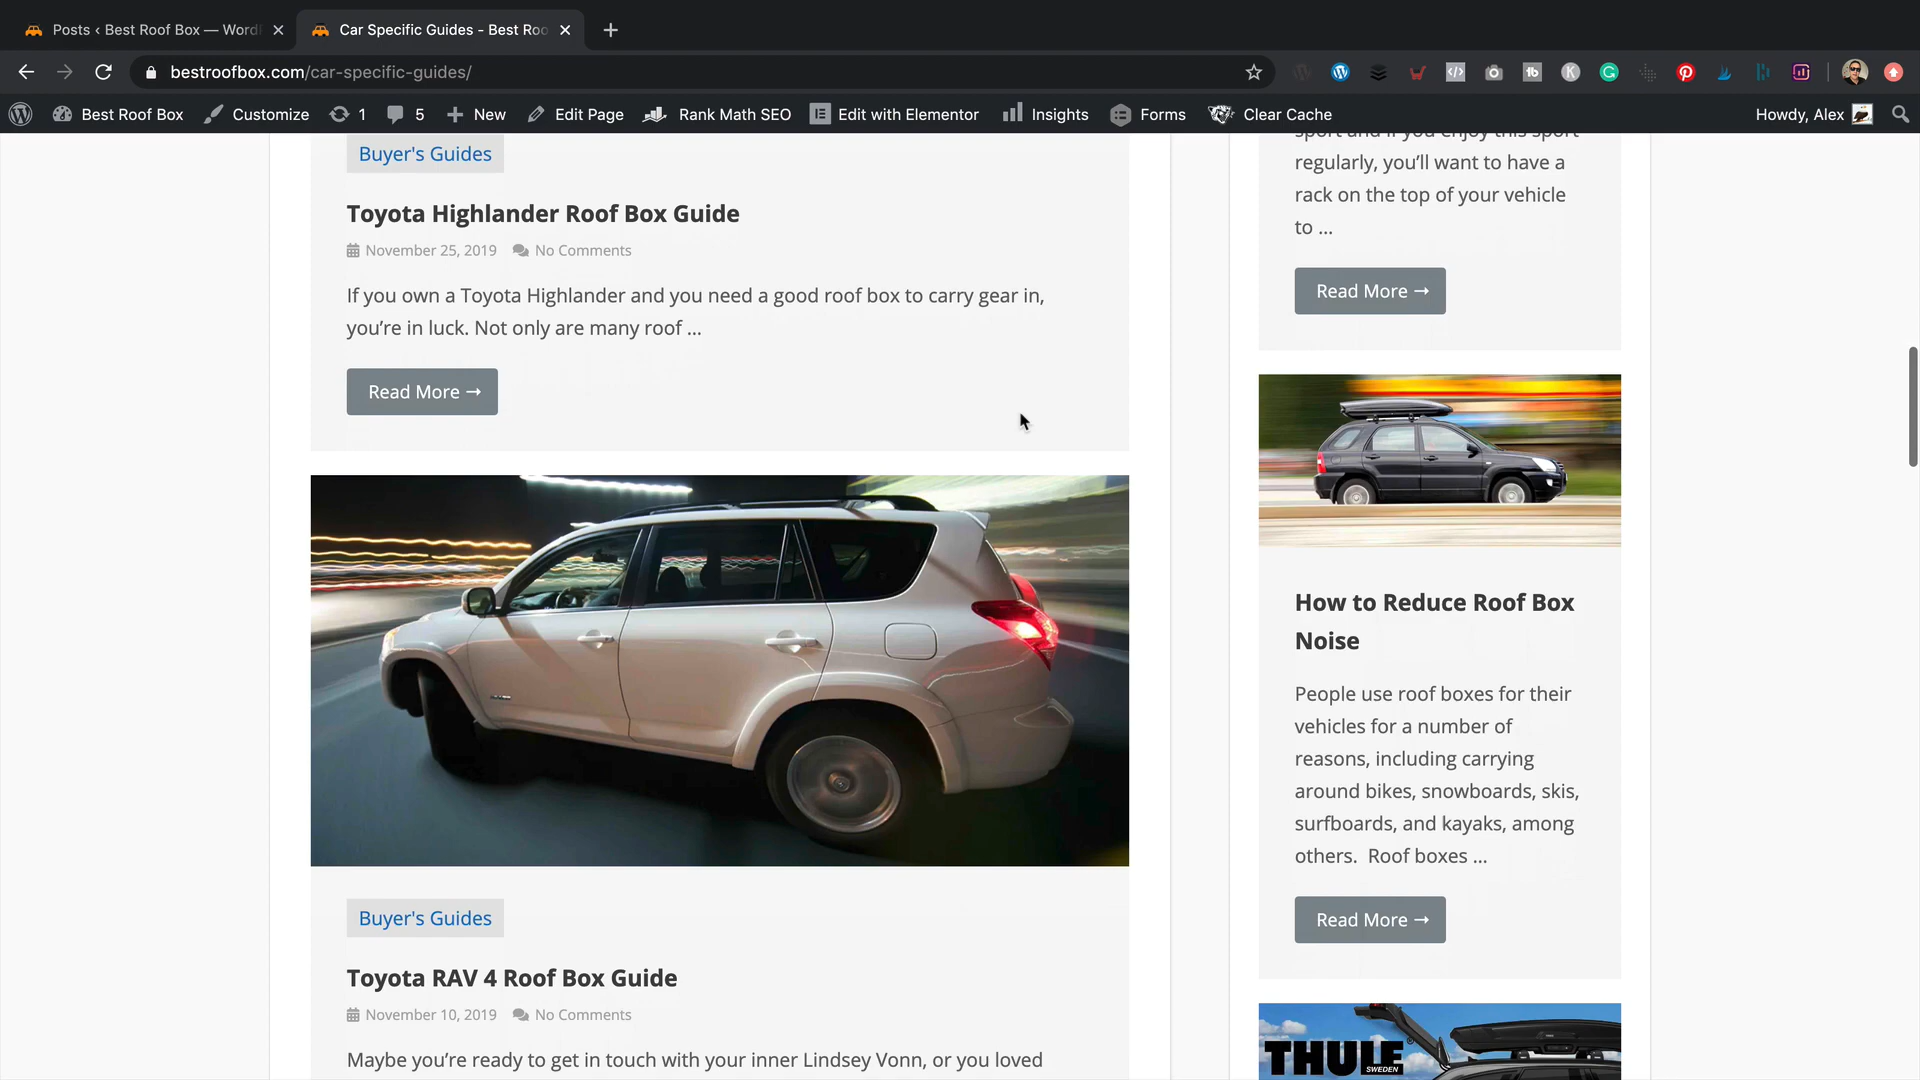 Posts ‹ Best Roof Box — Word
Car Specific Guides - Best Roo
bestroofbox.com/car-specific-guides/
Best Roof Box
Customize
1
5
New
Edit Page
Rank Math SEO
Edit with Elementor
Insights
Forms
Clear Cache
Howdy, Alex
Buyer's Guides
Toyota Highlander Roof Box Guide
November 25, 2019 No Comments
If you own a Toyota Highlander and you need a good roof box to carry gear in,
you're in luck. Not only are many roof ...
Read More →
Buyer's Guides
Toyota RAV 4 Roof Box Guide
November 10, 2019 No Comments
Maybe you're ready to get in touch with your inner Lindsey Vonn, or you loved
sport and if you enjoy this sport
regularly, you'll want to have a
rack on the top of your vehicle
to ...
Read More →
How to Reduce Roof Box
Noise
People use roof boxes for their
vehicles for a number of
reasons, including carrying
around bikes, snowboards, skis,
surfboards, and kayaks, among
others. Roof boxes ...
Read More →
THULE
SWEDEN